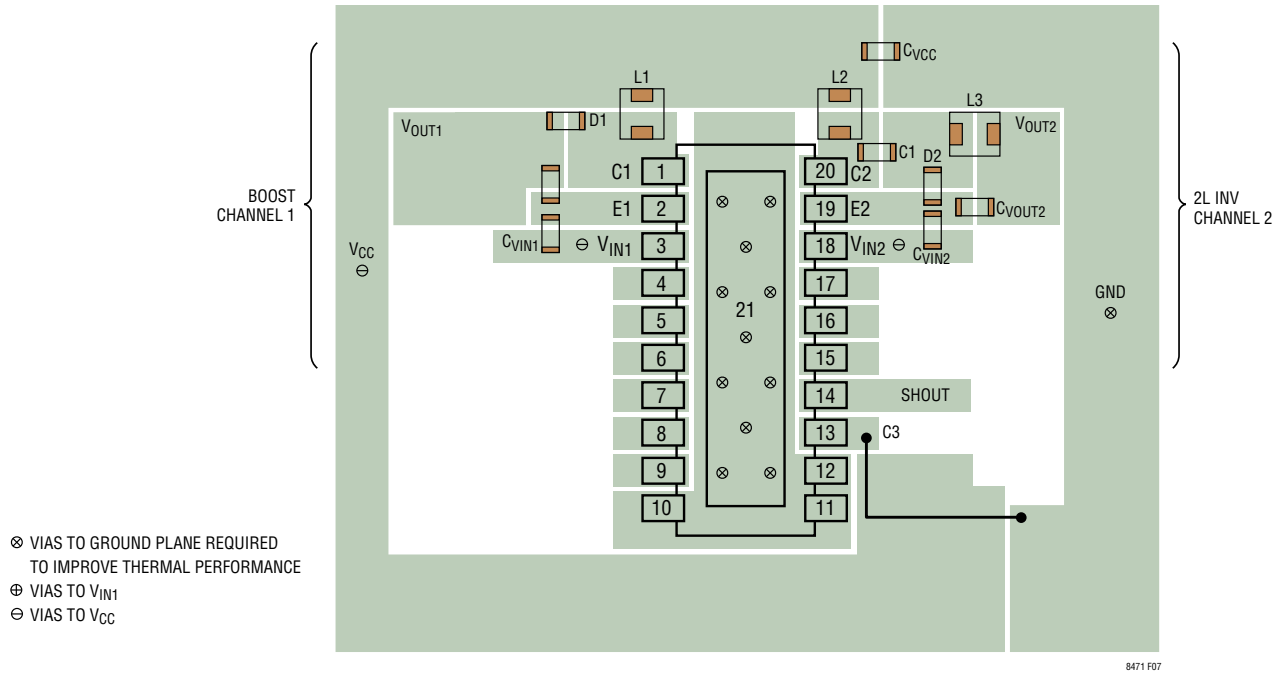 CVCC
L1
L2
L3
VOUT1
D1
VOUT2
C1
D2
C1
1
20
C2
BOOST
CHANNEL 1
2L INV
CHANNEL 2
E1
2
19
E2
CVOUT2
CVIN1
VIN1
3
18
VIN2
CVIN2
VCC
4
17
GND
21
5
16
6
15
7
14
SHOUT
8
13
C3
9
12
10
11
VIAS TO GROUND PLANE REQUIRED
TO IMPROVE THERMAL PERFORMANCE
VIAS TO VIN1
VIAS TO VCC
8471 F07